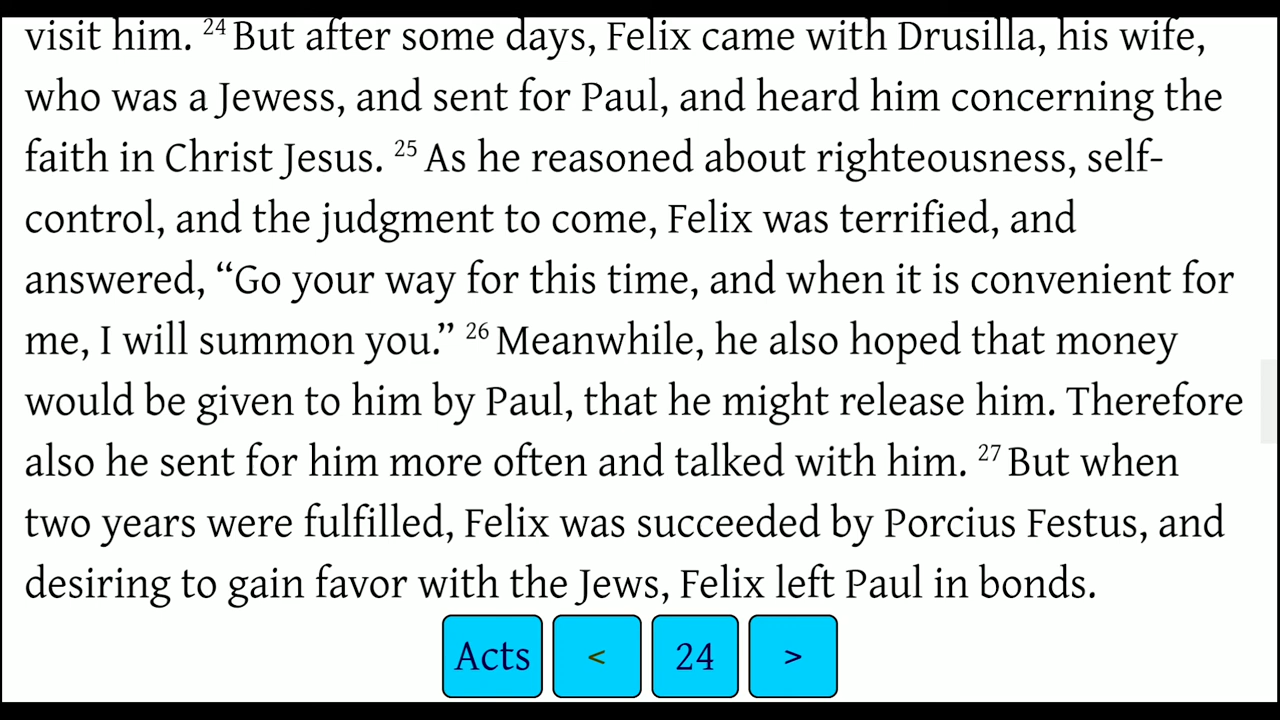 visit him. 24 But after some days, Felix came with Drusilla, his wife,
who was a Jewess, and sent for Paul, and heard him concerning the
faith in Christ Jesus. 25 As he reasoned about righteousness, self-
control, and the judgment to come, Felix was terrified, and
answered, “Go your way for this time, and when it is convenient for
me, I will summon you.” 26 Meanwhile, he also hoped that money
would be given to him by Paul, that he might release him. Therefore
also he sent for him more often and talked with him. 27 But when
two years were fulfilled, Felix was succeeded by Porcius Festus, and
desiring to gain favor with the Jews, Felix left Paul in bonds.
Acts < 24 >